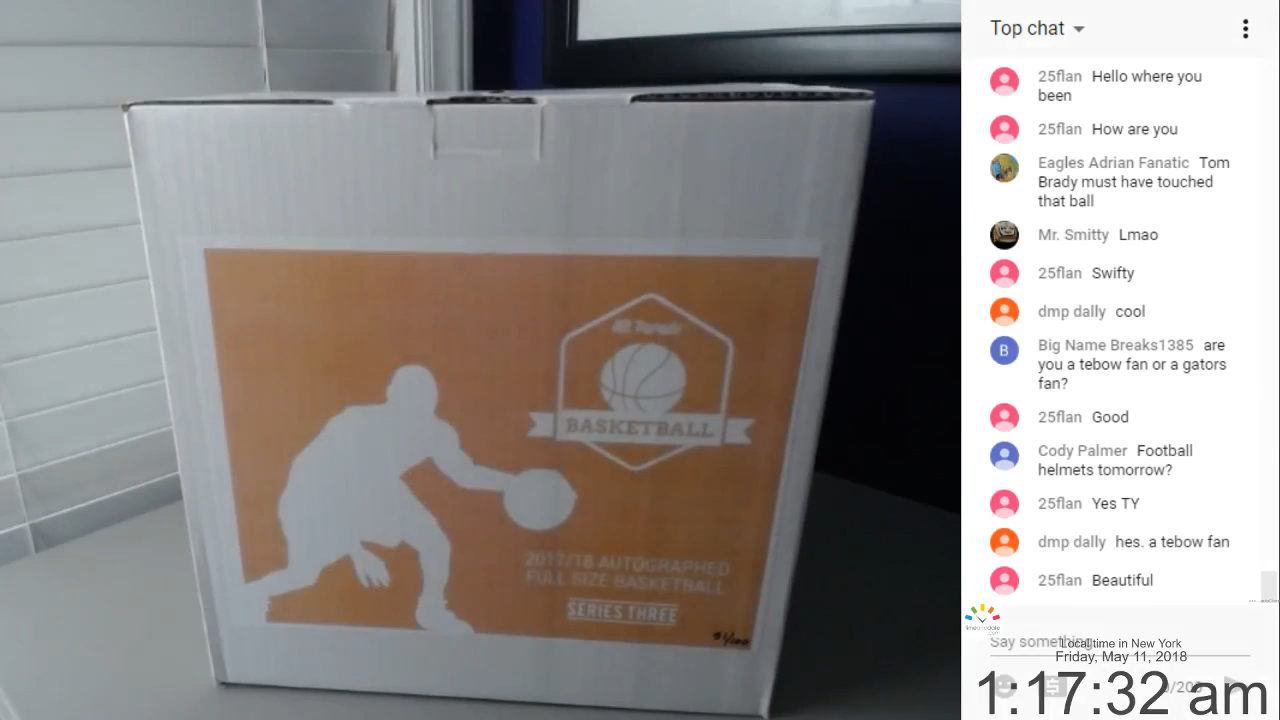 BASKETBALL
2017/18 AUTOGRAPHED
FULL SIZE BASKETBALL
SERIES THREE
Top chat
25flan Hello where you
been
25flan How are you
Eagles Adrian Fanatic Tom
Brady must have touched
that ball
Mr. Smitty Lmao
25flan Swifty
dmp dally cool
Big Name Breaks1385 are
you a tebow fan or a gators
fan?
25flan Good
Cody Palmer Football
helmets tomorrow?
25flan Yes TY
dmp dally hes. a tebow fan
25flan Beautiful
B
Say something...
Local time in New York
Friday, May 11, 2018
1:17:32 am